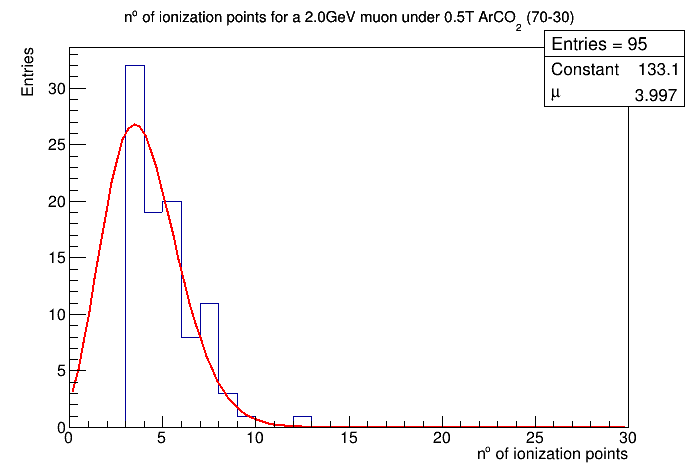 nº of ionization points for a 2.0GeV muon under 0.5T ArCO2 (70-30)
Entries = 95
Constant 133.1
μ 3.997
Entries
30
25
20
15
10
5
0
0 5 10 15 20 25 30
nº of ionization points